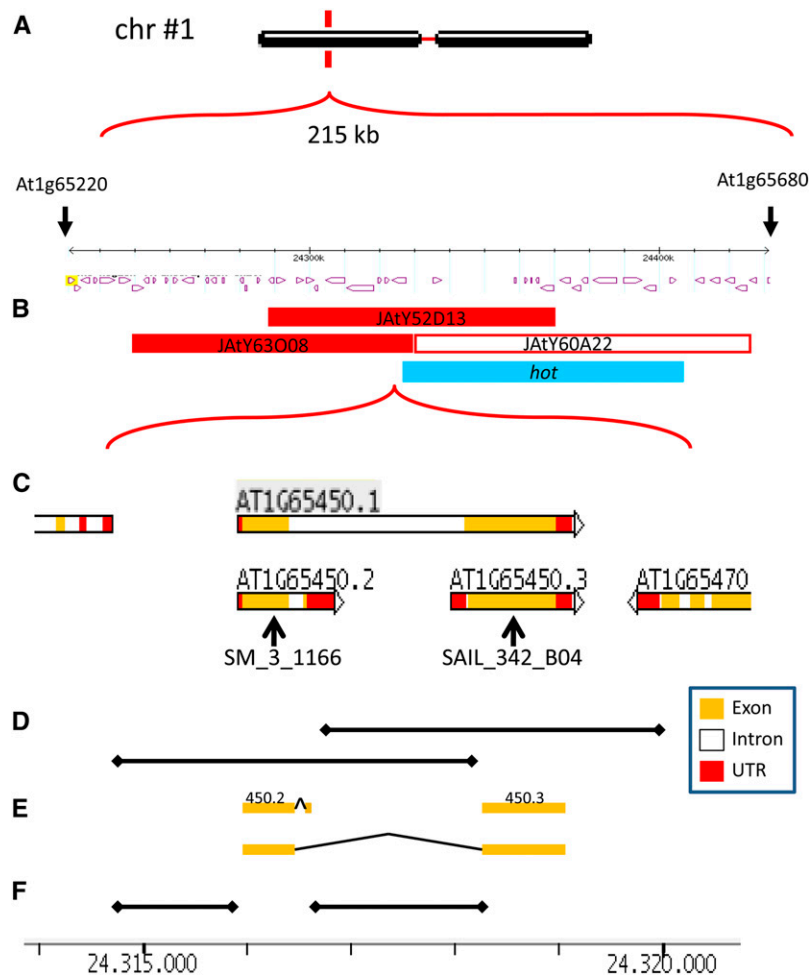 A
chr #1
215 kb
At1g65220
At1g65680
24300k
24400k
B
JAtY52D13
JAtY63O08
JAtY60A22
hot
C
AT1G65450.1
AT1G65450.2
AT1G65450.3
AT1G65470
SM_3_1166
SAIL_342_B04
D
Exon
Intron
UTR
E
450.2
^
450.3
F
24.315.000
24.320.000